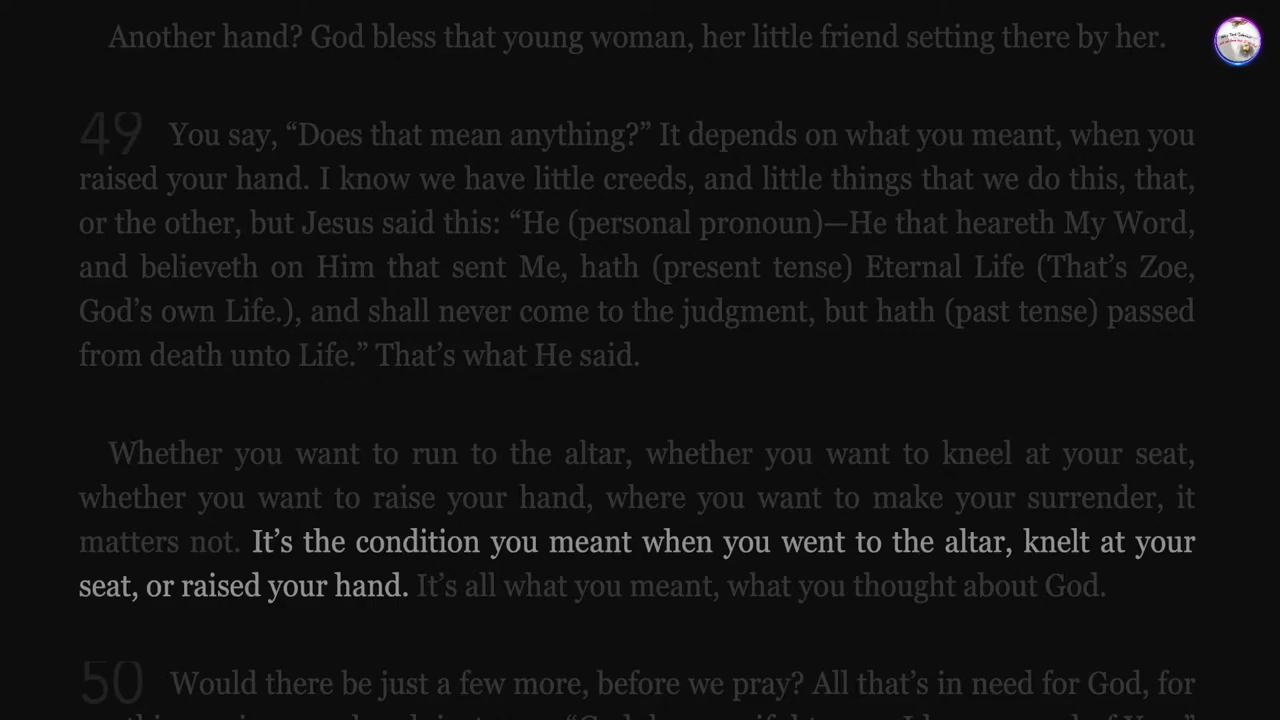 Another hand? God bless that young woman, her little friend setting there by her.
49 You say, “Does that mean anything?” It depends on what you meant, when you
raised your hand. I know we have little creeds, and little things that we do this, that,
or the other, but Jesus said this: “He (personal pronoun)—He that heareth My Word,
and believeth on Him that sent Me, hath (present tense) Eternal Life (That’s Zoe,
God’s own Life.), and shall never come to the judgment, but hath (past tense) passed
from death unto Life.” That’s what He said.
Whether you want to run to the altar, whether you want to kneel at your seat,
whether you want to raise your hand, where you want to make your surrender, it
matters not. It’s the condition you meant when you went to the altar, knelt at your
seat, or raised your hand. It’s all what you meant, what you thought about God.
50 Would there be just a few more, before we pray? All that’s in need for God, for